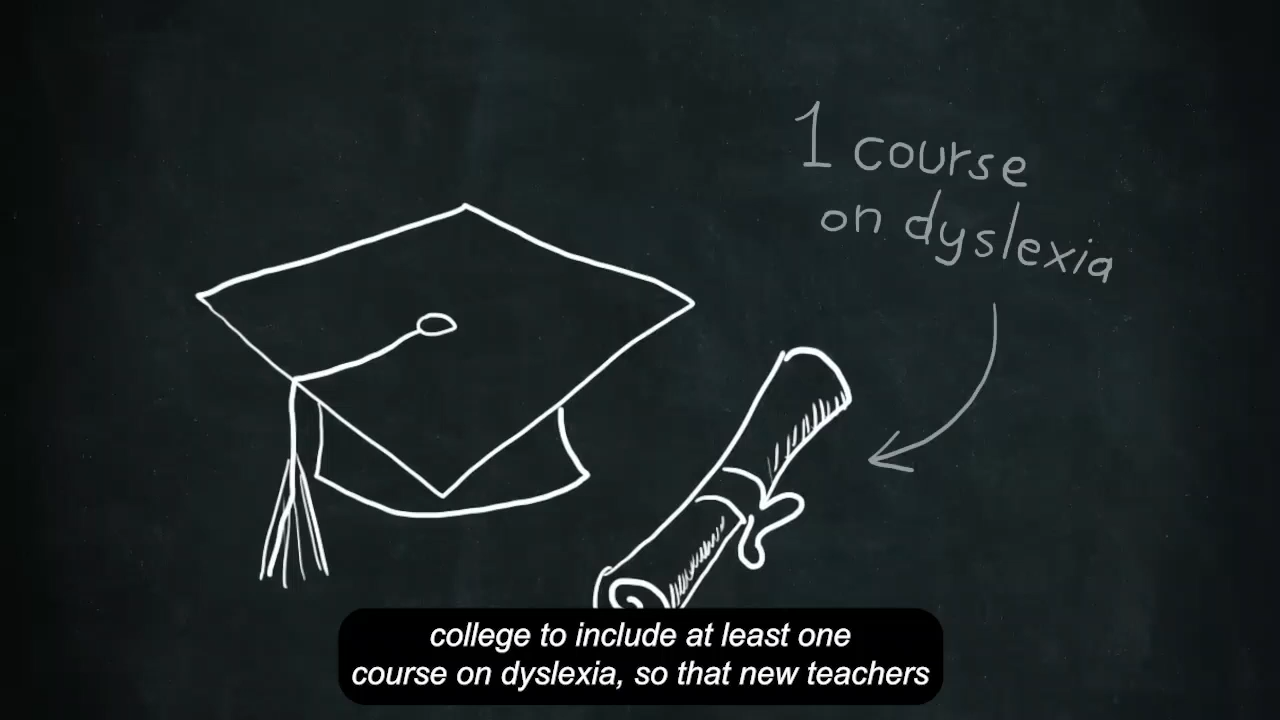 1 course
on dyslexia
college to include at least one
course on dyslexia, so that new teachers